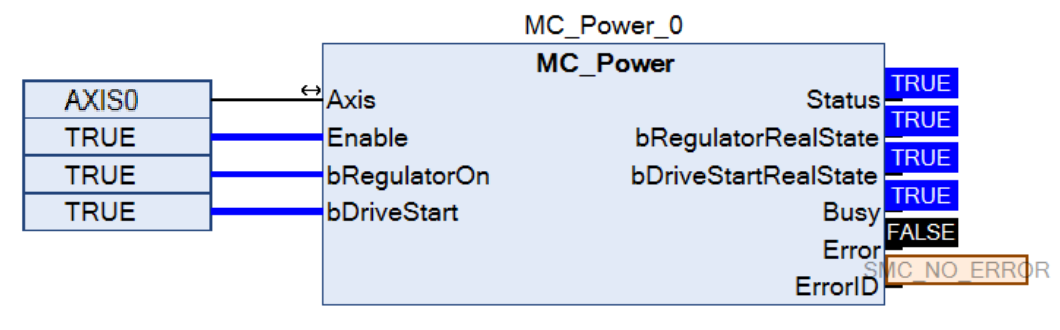 MC_Power_0
MC_Power
AXIS0 Axis Status TRUE
TRUE Enable bRegulatorRealState TRUE
TRUE bRegulatorOn bDriveStartRealState TRUE
TRUE bDriveStart Busy TRUE
Error FALSE
ErrorID SMC_NO_ERROR